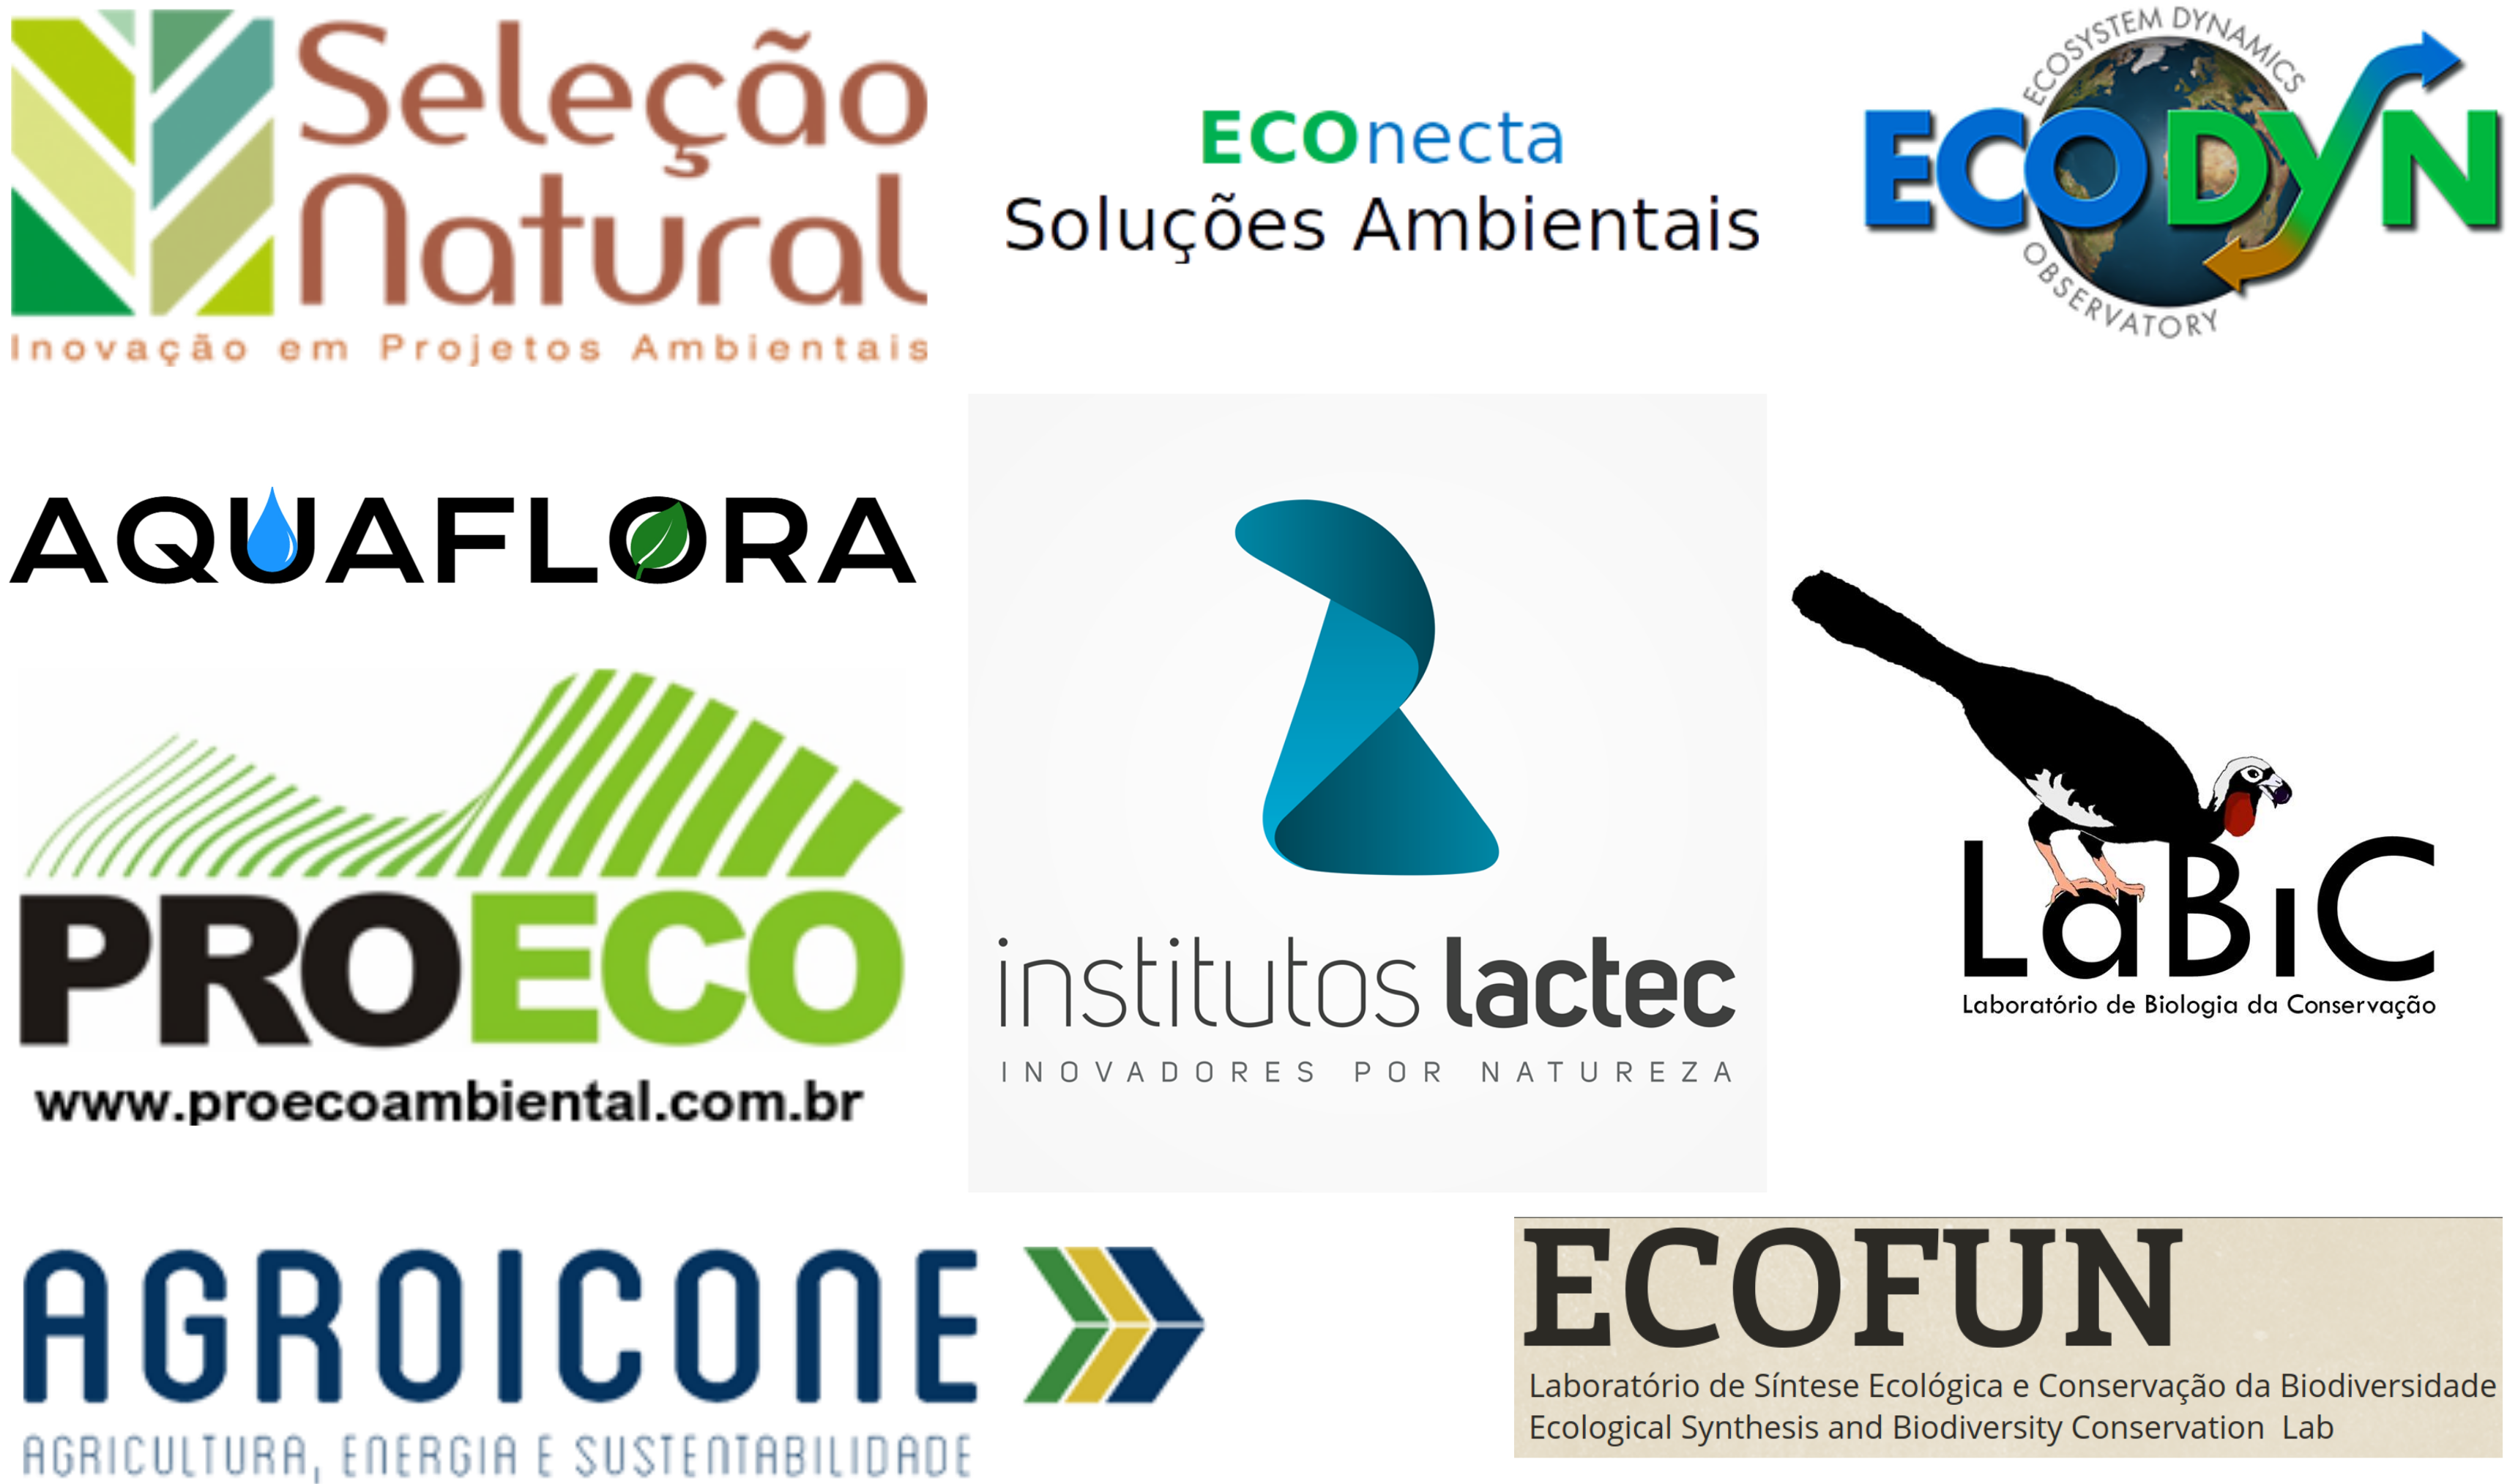 Seleção
Natural
Inovação em Projetos Ambientais
ECOnecta
Soluções Ambientais
ECOSYSTEM DYNAMICS
ECODYN
OBSERVATORY
AQUAFLORA
PROECO
www.proecoambiental.com.br
institutos lactec
INOVADORES POR NATUREZA
LaBiC
Laboratório de Biologia da Conservação
AGROICONE
AGRICULTURA, ENERGIA E SUSTENTABILIDADE
ECOFUN
Laboratório de Síntese Ecológica e Conservação da Biodiversidade
Ecological Synthesis and Biodiversity Conservation Lab